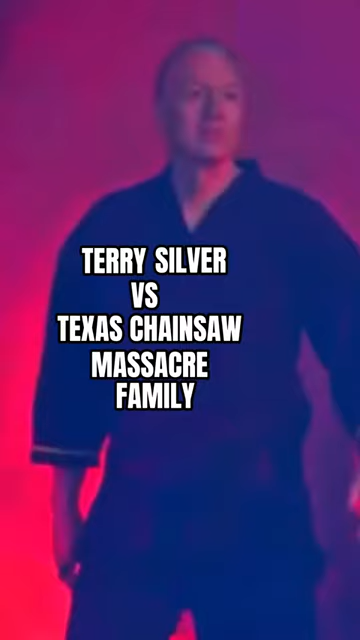 TERRY SILVER
VS
TEXAS CHAINSAW
MASSACRE
FAMILY